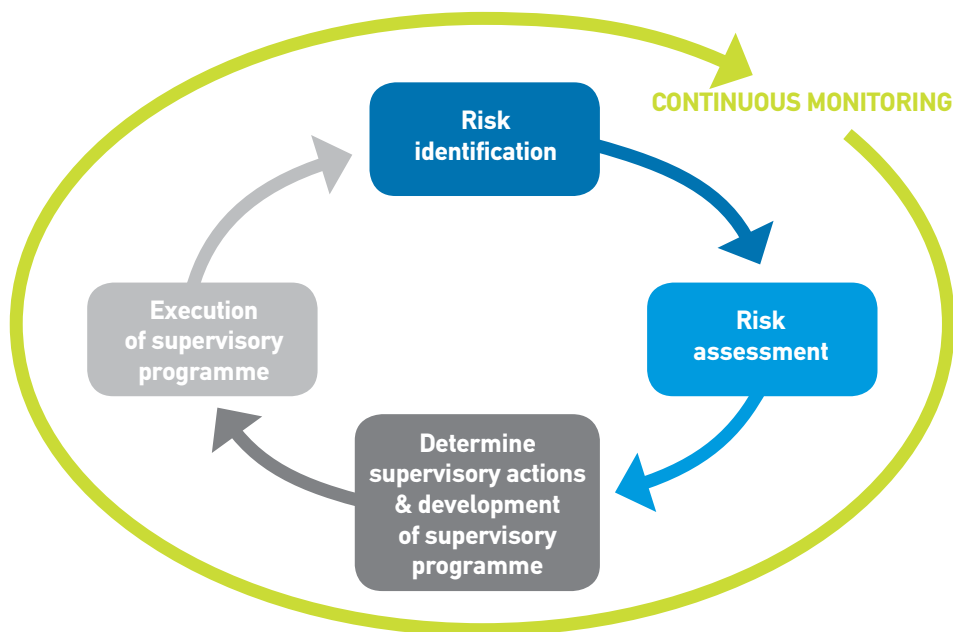 CONTINUOUS MONITORING
Risk
identification
Risk
assessment
Determine
supervisory actions
& development
of supervisory
programme
Execution
of supervisory
programme